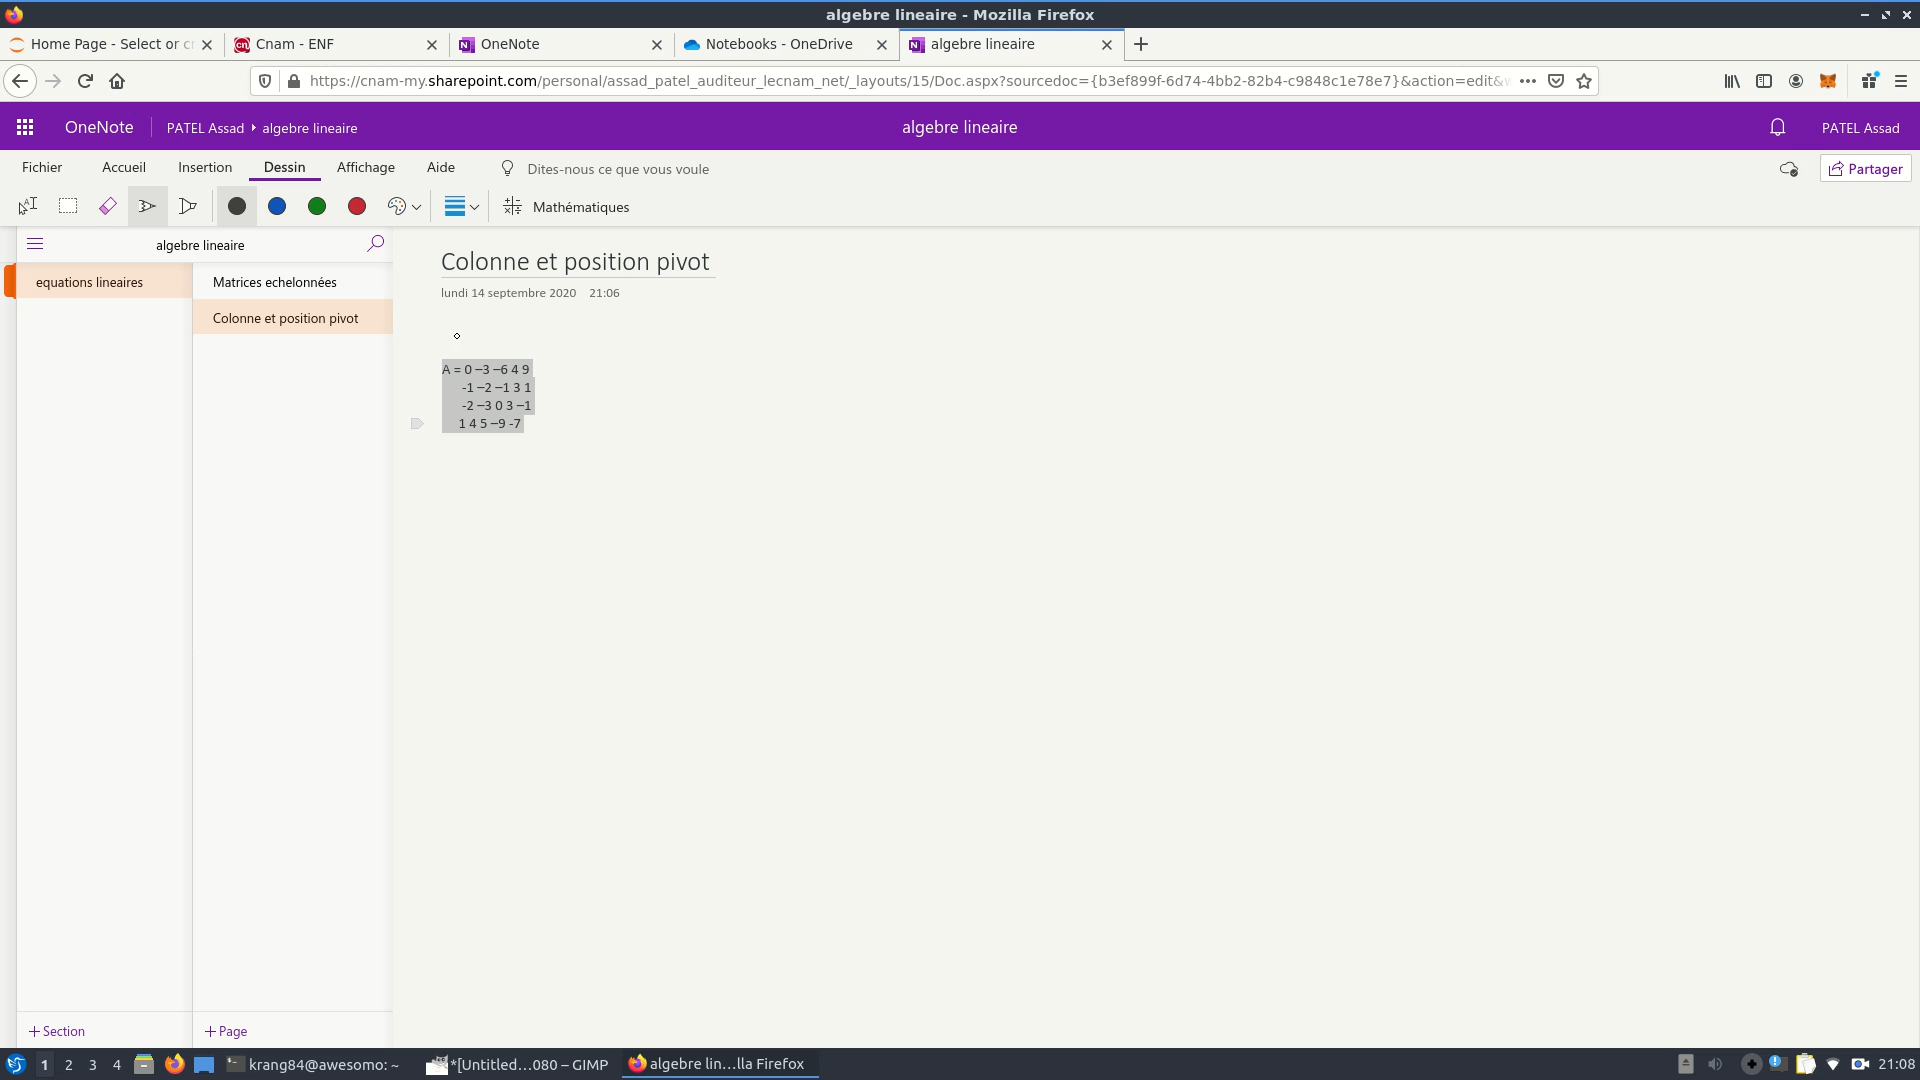 algebre lineaire - Mozilla Firefox
Home Page - Select or cr
Cnam - ENF
OneNote
Notebooks - OneDrive
algebre lineaire
https://cnam-my.sharepoint.com/personal/assad_patel_auditeur_lecnam_net/_layouts/15/Doc.aspx?sourcedoc={b3ef899f-6d74-4bb2-82b4-c9848c1e78e7}&action=edit&
OneNote
PATEL Assad
algebre lineaire
algebre lineaire
PATEL Assad
Fichier
Accueil
Insertion
Dessin
Affichage
Aide
Dites-nous ce que vous voule
Partager
Mathématiques
algebre lineaire
equations lineaires
Matrices echelonnées
Colonne et position pivot
Colonne et position pivot
lundi 14 septembre 2020 21:06
A = 0 –3 –6 4 9
-1 –2 –1 3 1
-2 –3 0 3 –1
1 4 5 –9 -7
+ Section
+ Page
1 2 3 4
krang84@awesomo: ~
*[Untitled...080 – GIMP
algebre lin...lla Firefox
21:08